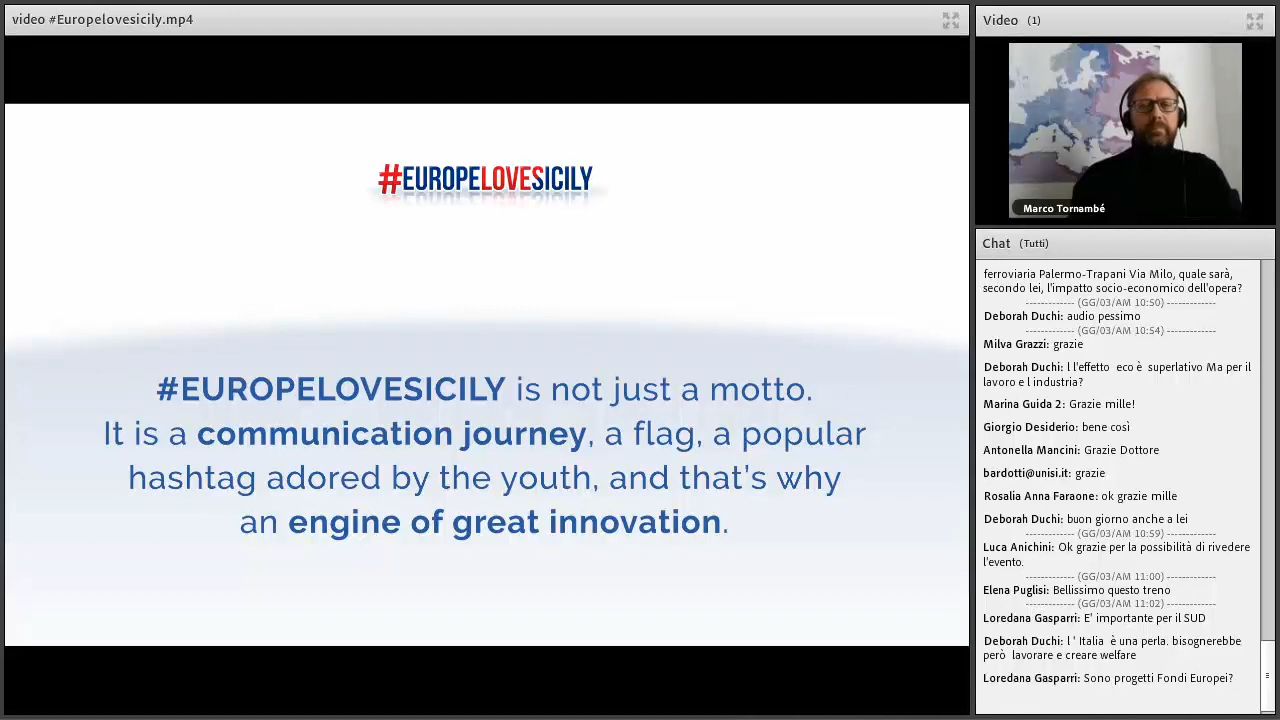 video #Europelovesicily.mp4
#EUROPELOVESICILY
#EUROPELOVESICILY is not just a motto.
It is a communication journey, a flag, a popular
hashtag adored by the youth, and that's why
an engine of great innovation.
Video (1)
Marco Tornambé
Chat (Tutti)
ferroviaria Palermo-Trapani Via Milo, quale sarà,
secondo lei, l'impatto socio-economico dell'opera?
------------- (GG/03/AM 10:50) -------------
Deborah Duchi: audio pessimo
------------- (GG/03/AM 10:54) -------------
Milva Grazzi: grazie
Deborah Duchi: l l'effetto eco è superlativo Ma per il
lavoro e l industria?
Marina Guida 2: Grazie mille!
Giorgio Desiderio: bene così
Antonella Mancini: Grazie Dottore
bardotti@unisi.it: grazie
Rosalia Anna Faraone: ok grazie mille
Deborah Duchi: buon giorno anche a lei
------------- (GG/03/AM 10:59) -------------
Luca Anichini: Ok grazie per la possibilità di rivedere
l'evento.
------------- (GG/03/AM 11:00) -------------
Elena Puglisi: Bellissimo questo treno
------------- (GG/03/AM 11:02) -------------
Loredana Gasparri: E' importante per il SUD
Deborah Duchi: l ' Italia è una perla. bisognerebbe
però lavorare e creare welfare
Loredana Gasparri: Sono progetti Fondi Europei?